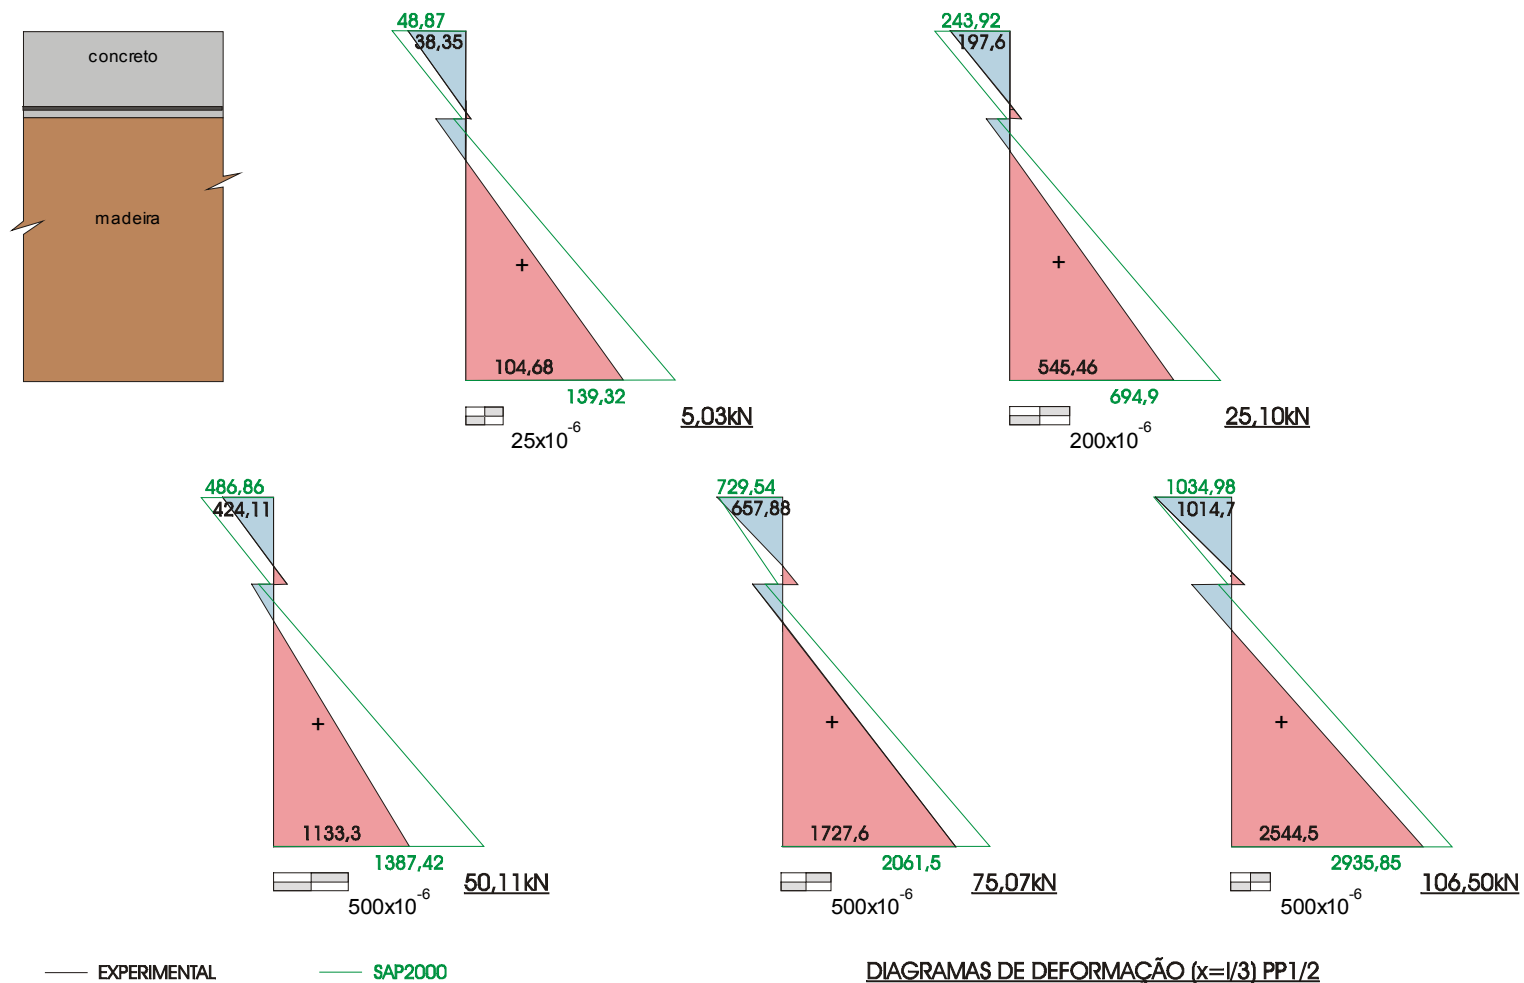 concreto
madeira
48,87
38,35
104,68
139,32
25x10-6
5,03kN
243,92
197,6
545,46
694,9
200x10-6
25,10kN
486,86
424,11
1133,3
1387,42
500x10-6
50,11kN
729,54
657,88
1727,6
2061,5
500x10-6
75,07kN
1034,98
1014,7
2544,5
2935,85
500x10-6
106,50kN
EXPERIMENTAL
SAP2000
DIAGRAMAS DE DEFORMAÇÃO (x=l/3) PP1/2